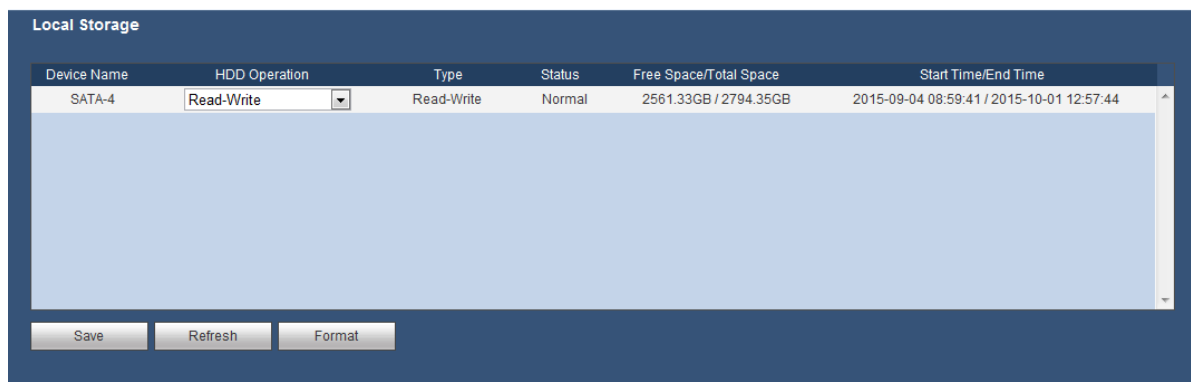 Local Storage
Device Name HDD Operation Type Status Free Space/Total Space Start Time/End Time
SATA-4 Read-Write Read-Write Normal 2561.33GB / 2794.35GB 2015-09-04 08:59:41 / 2015-10-01 12:57:44
Save Refresh Format